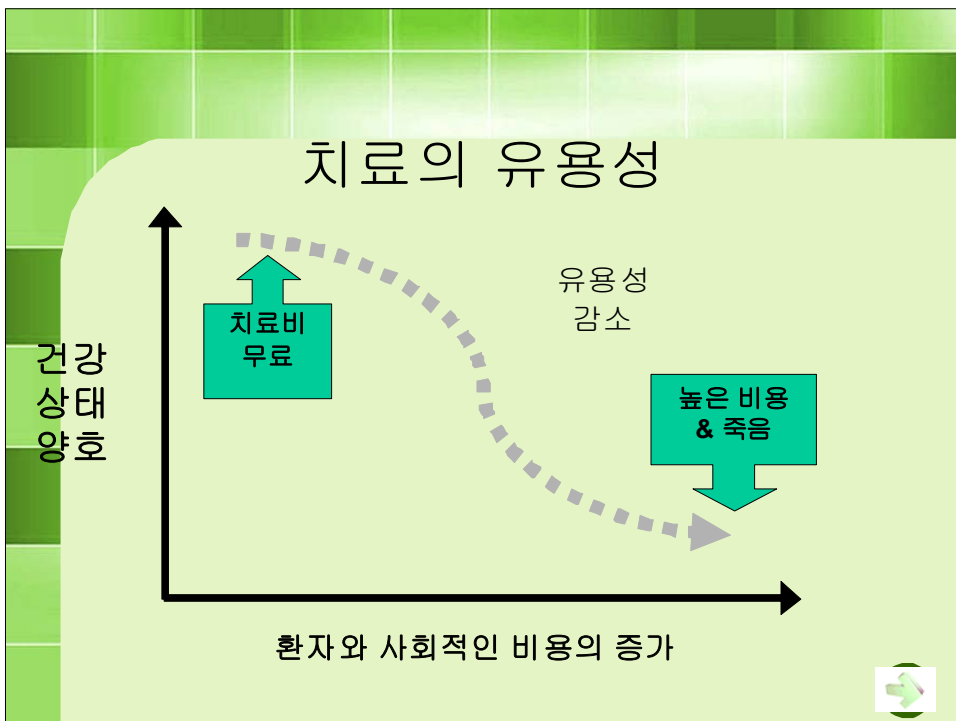 치료의 유용성
유용성
감소
치료비
무료
건강
상태
양호
높은 비용
& 죽음
환자와 사회적인 비용의 증가